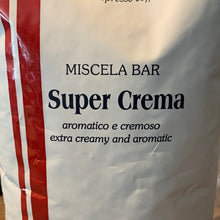 MISCELA BAR
Super Crema
aromatico e cremoso
extra creamy and aromatic